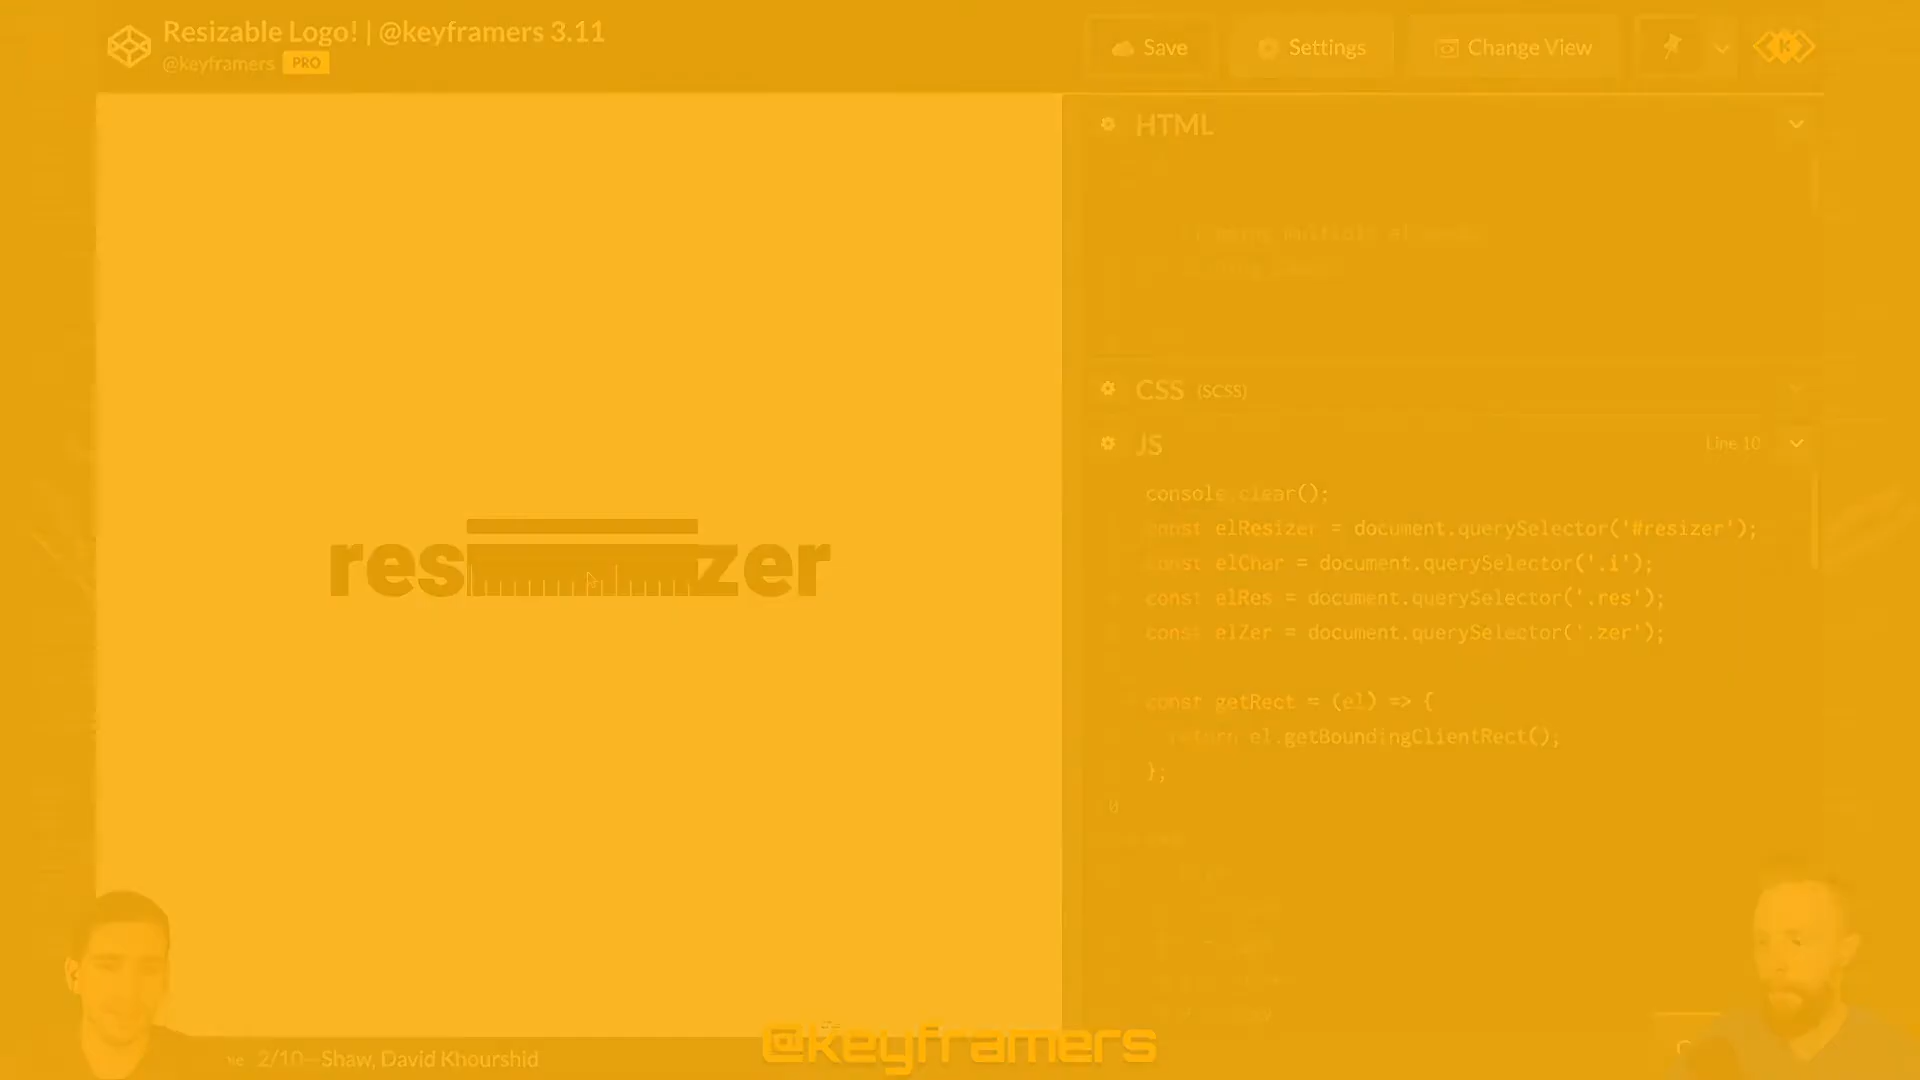 Resizable Logo! | @keyframers 3.11
@keyframers PRO
Save
Settings
Change View
HTML
CSS (SCSS)
JS
Line 10
console.clear();
const elResizer = document.querySelector('#resizer');
const elChar = document.querySelector('.i');
const elRes = document.querySelector('.res');
const elZer = document.querySelector('.zer');
const getRect = (el) => {
return el.getBoundingClientRect();
};
res zer
@keyframers
2/10—Shaw, David Khourshid